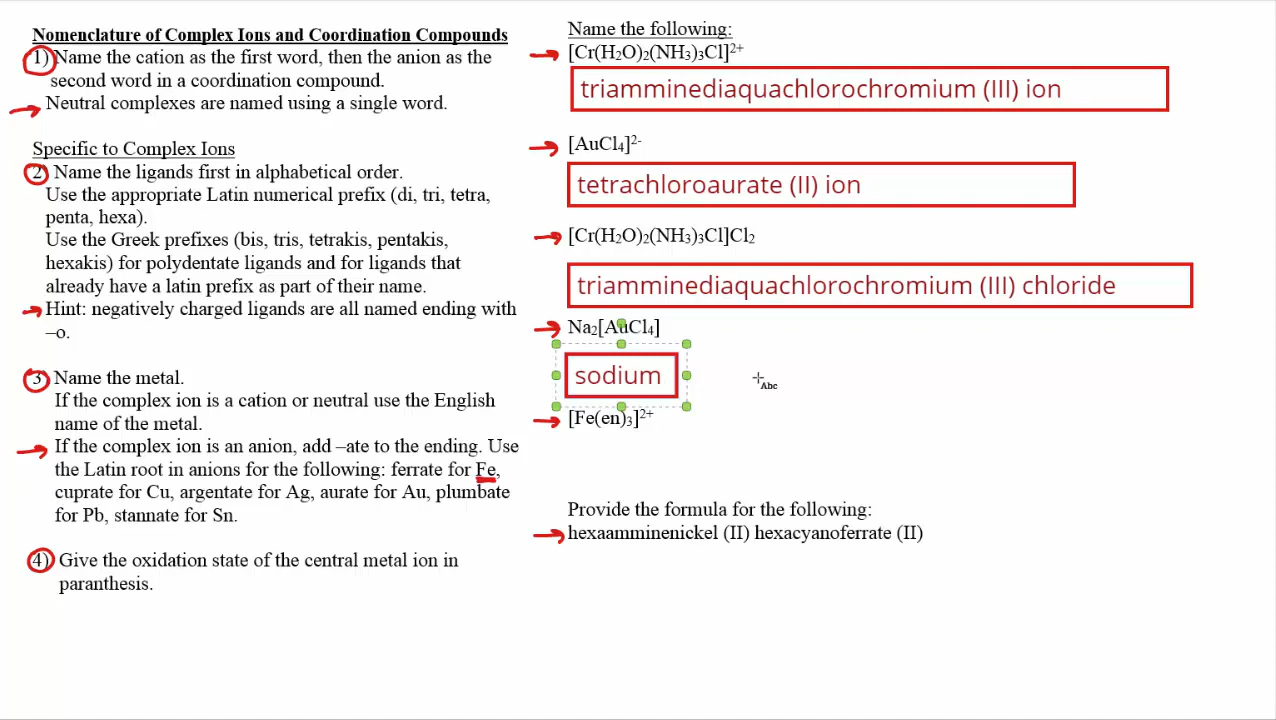 Nomenclature of Complex Ions and Coordination Compounds
1) Name the cation as the first word, then the anion as the
second word in a coordination compound.
Neutral complexes are named using a single word.
Specific to Complex Ions
2) Name the ligands first in alphabetical order.
Use the appropriate Latin numerical prefix (di, tri, tetra,
penta, hexa).
Use the Greek prefixes (bis, tris, tetrakis, pentakis,
hexakis) for polydentate ligands and for ligands that
already have a latin prefix as part of their name.
Hint: negatively charged ligands are all named ending with
–o.
3) Name the metal.
If the complex ion is a cation or neutral use the English
name of the metal.
If the complex ion is an anion, add –ate to the ending. Use
the Latin root in anions for the following: ferrate for Fe,
cuprate for Cu, argentate for Ag, aurate for Au, plumbate
for Pb, stannate for Sn.
4) Give the oxidation state of the central metal ion in
paranthesis.
Name the following:
[Cr(H₂O)₂(NH₃)₃Cl]²⁺
triamminediaquachlorochromium (III) ion
[AuCl₄]²⁻
tetrachloroaurate (II) ion
[Cr(H₂O)₂(NH₃)₃Cl]Cl₂
triamminediaquachlorochromium (III) chloride
Na₂[AuCl₄]
sodium
Abc
[Fe(en)₃]²⁺
Provide the formula for the following:
hexaamminenickel (II) hexacyanoferrate (II)